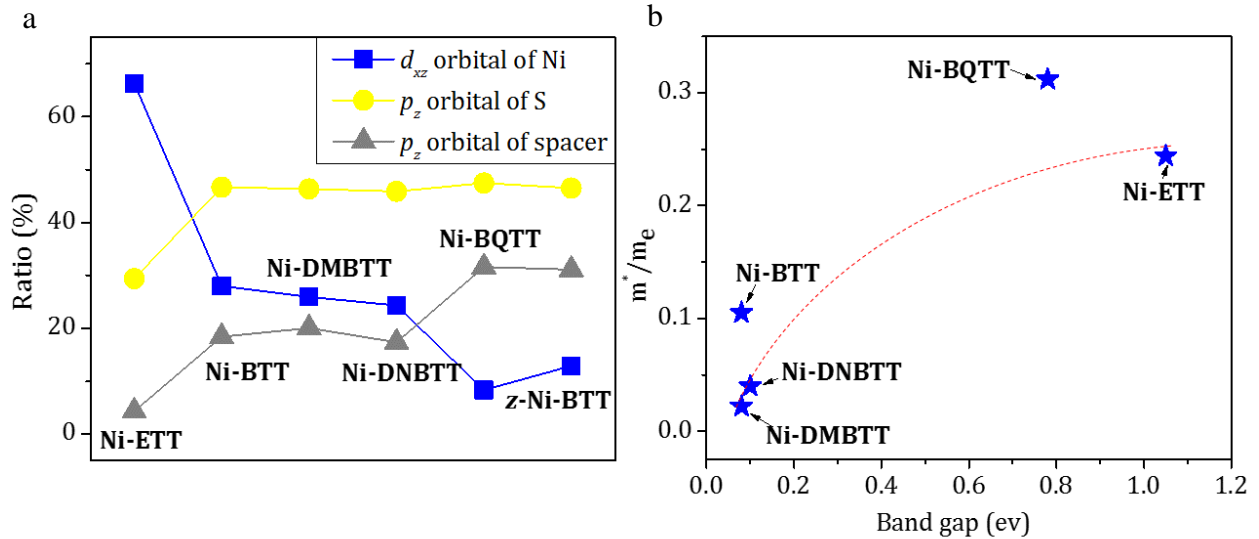 a
d_xz orbital of Ni
p_z orbital of S
p_z orbital of spacer
60
40
20
0
Ratio (%)
Ni-ETT
Ni-BTT
Ni-DMBTT
Ni-DNBTT
Ni-BQTT
z-Ni-BTT
b
0.3
0.2
0.1
0.0
m*/m_e
Ni-BQTT
Ni-ETT
Ni-BTT
Ni-DNBTT
Ni-DMBTT
0.0 0.2 0.4 0.6 0.8 1.0 1.2
Band gap (ev)